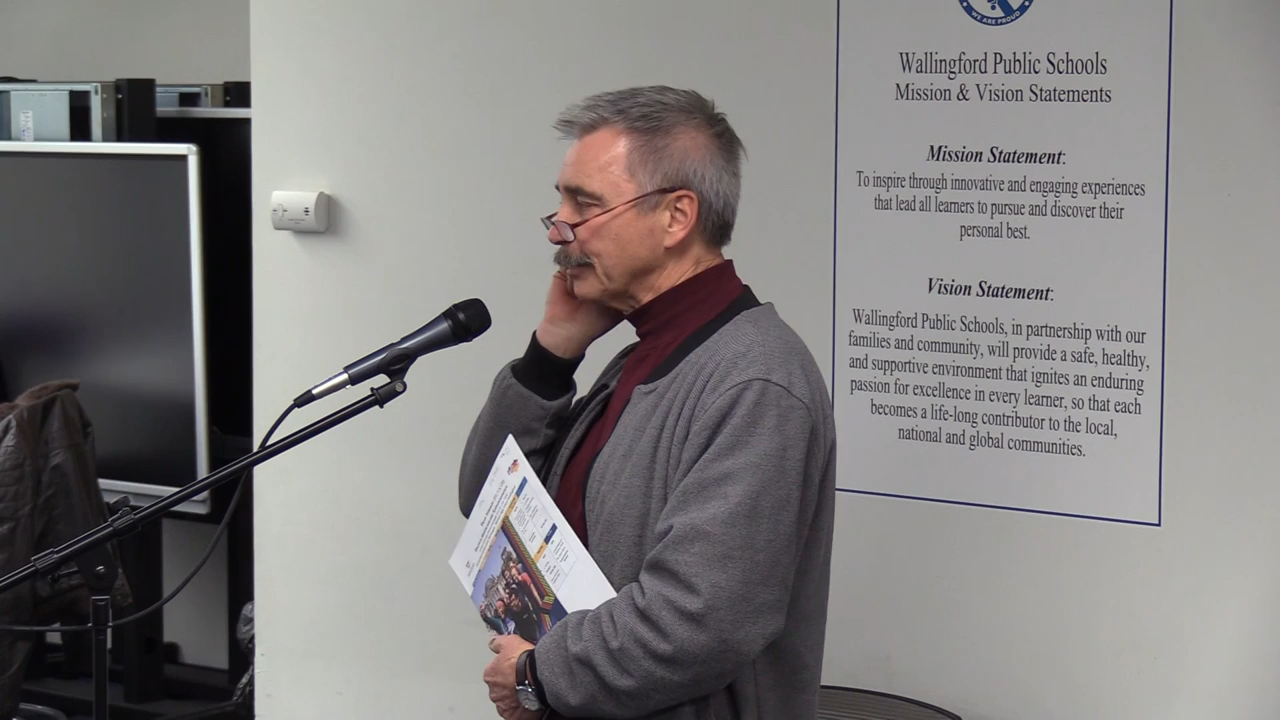 WE ARE PROUD
Wallingford Public Schools
Mission & Vision Statements
Mission Statement:
To inspire through innovative and engaging experiences
that lead all learners to pursue and discover their
personal best.
Vision Statement:
Wallingford Public Schools, in partnership with our
families and community, will provide a safe, healthy,
and supportive environment that ignites an enduring
passion for excellence in every learner, so that each
becomes a life-long contributor to the local,
national and global communities.